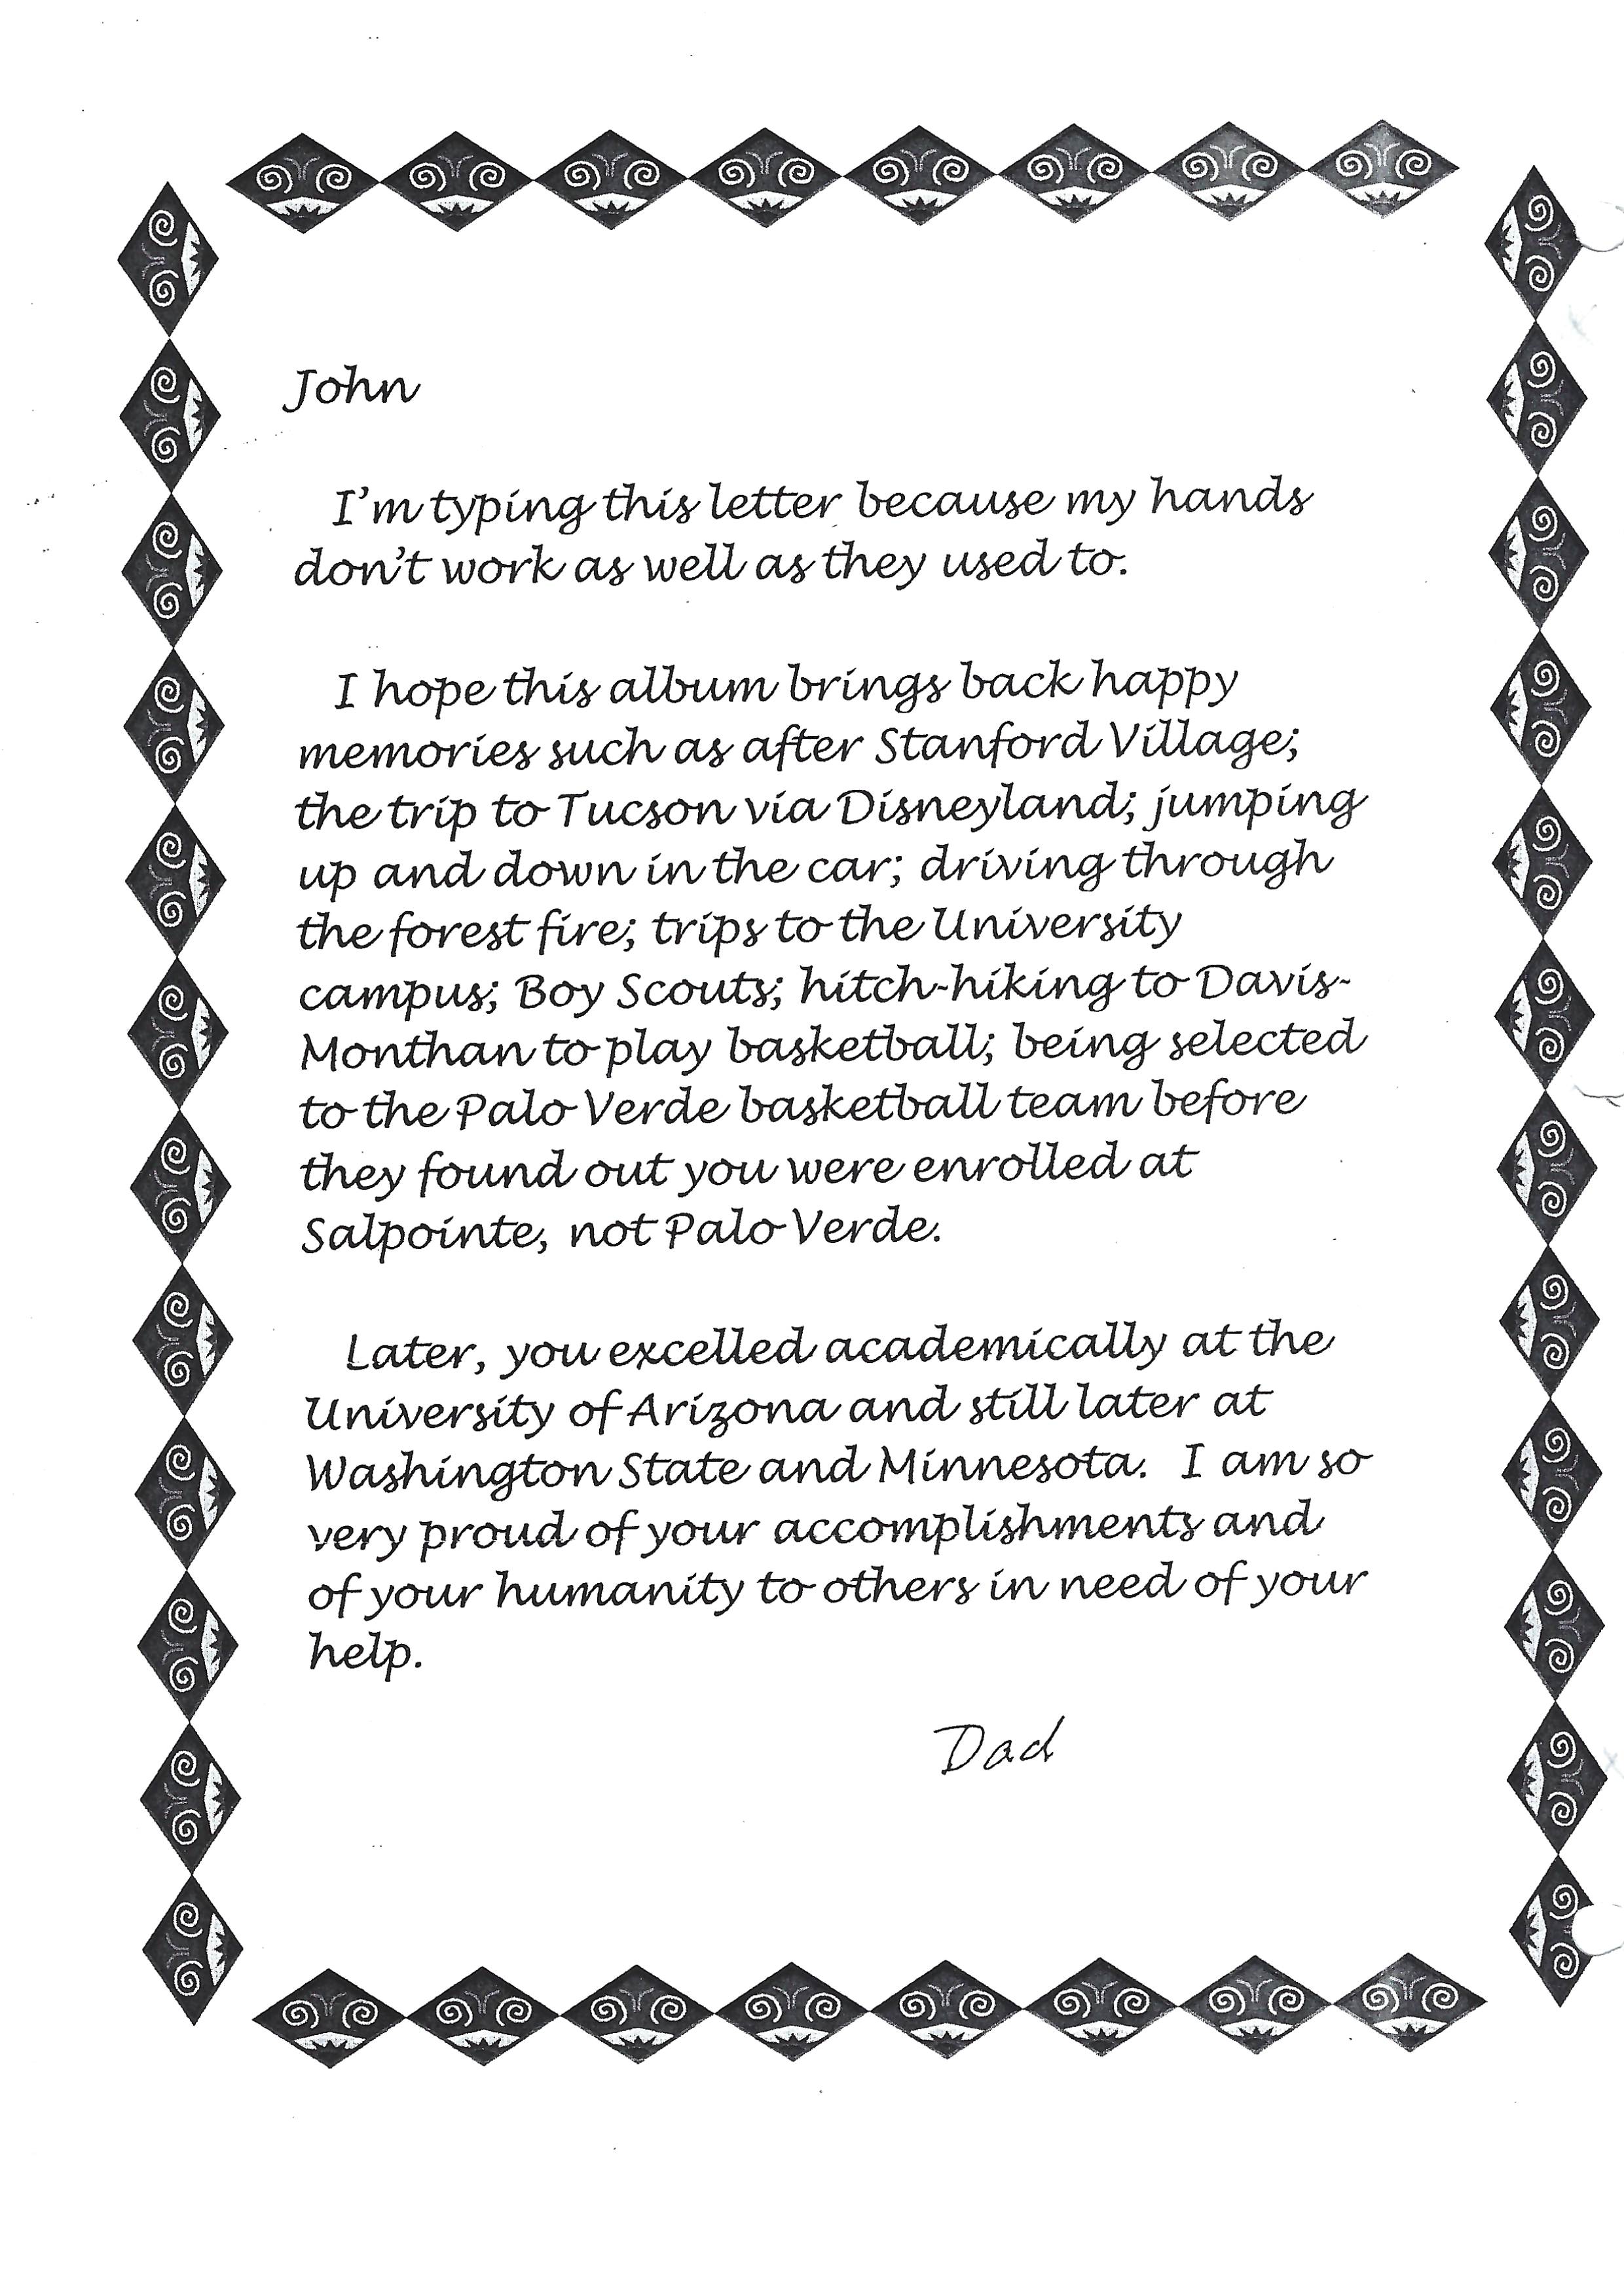 John
I'm typing this letter because my hands
don't work as well as they used to.
I hope this album brings back happy
memories such as after Stanford Village;
the trip to Tucson via Disneyland; jumping
up and down in the car; driving through
the forest fire; trips to the University
campus; Boy Scouts; hitch-hiking to Davis-
Monthan to play basketball; being selected
to the Palo Verde basketball team before
they found out you were enrolled at
Salpointe, not Palo Verde.
Later, you excelled academically at the
University of Arizona and still later at
Washington State and Minnesota. I am so
very proud of your accomplishments and
of your humanity to others in need of your
help.
Dad